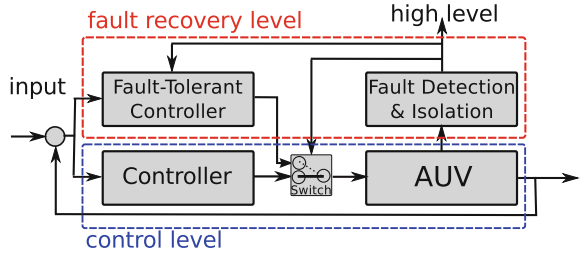 high level
fault recovery level
input
Fault-Tolerant
Controller
Fault Detection
& Isolation
Controller
Switch
AUV
control level